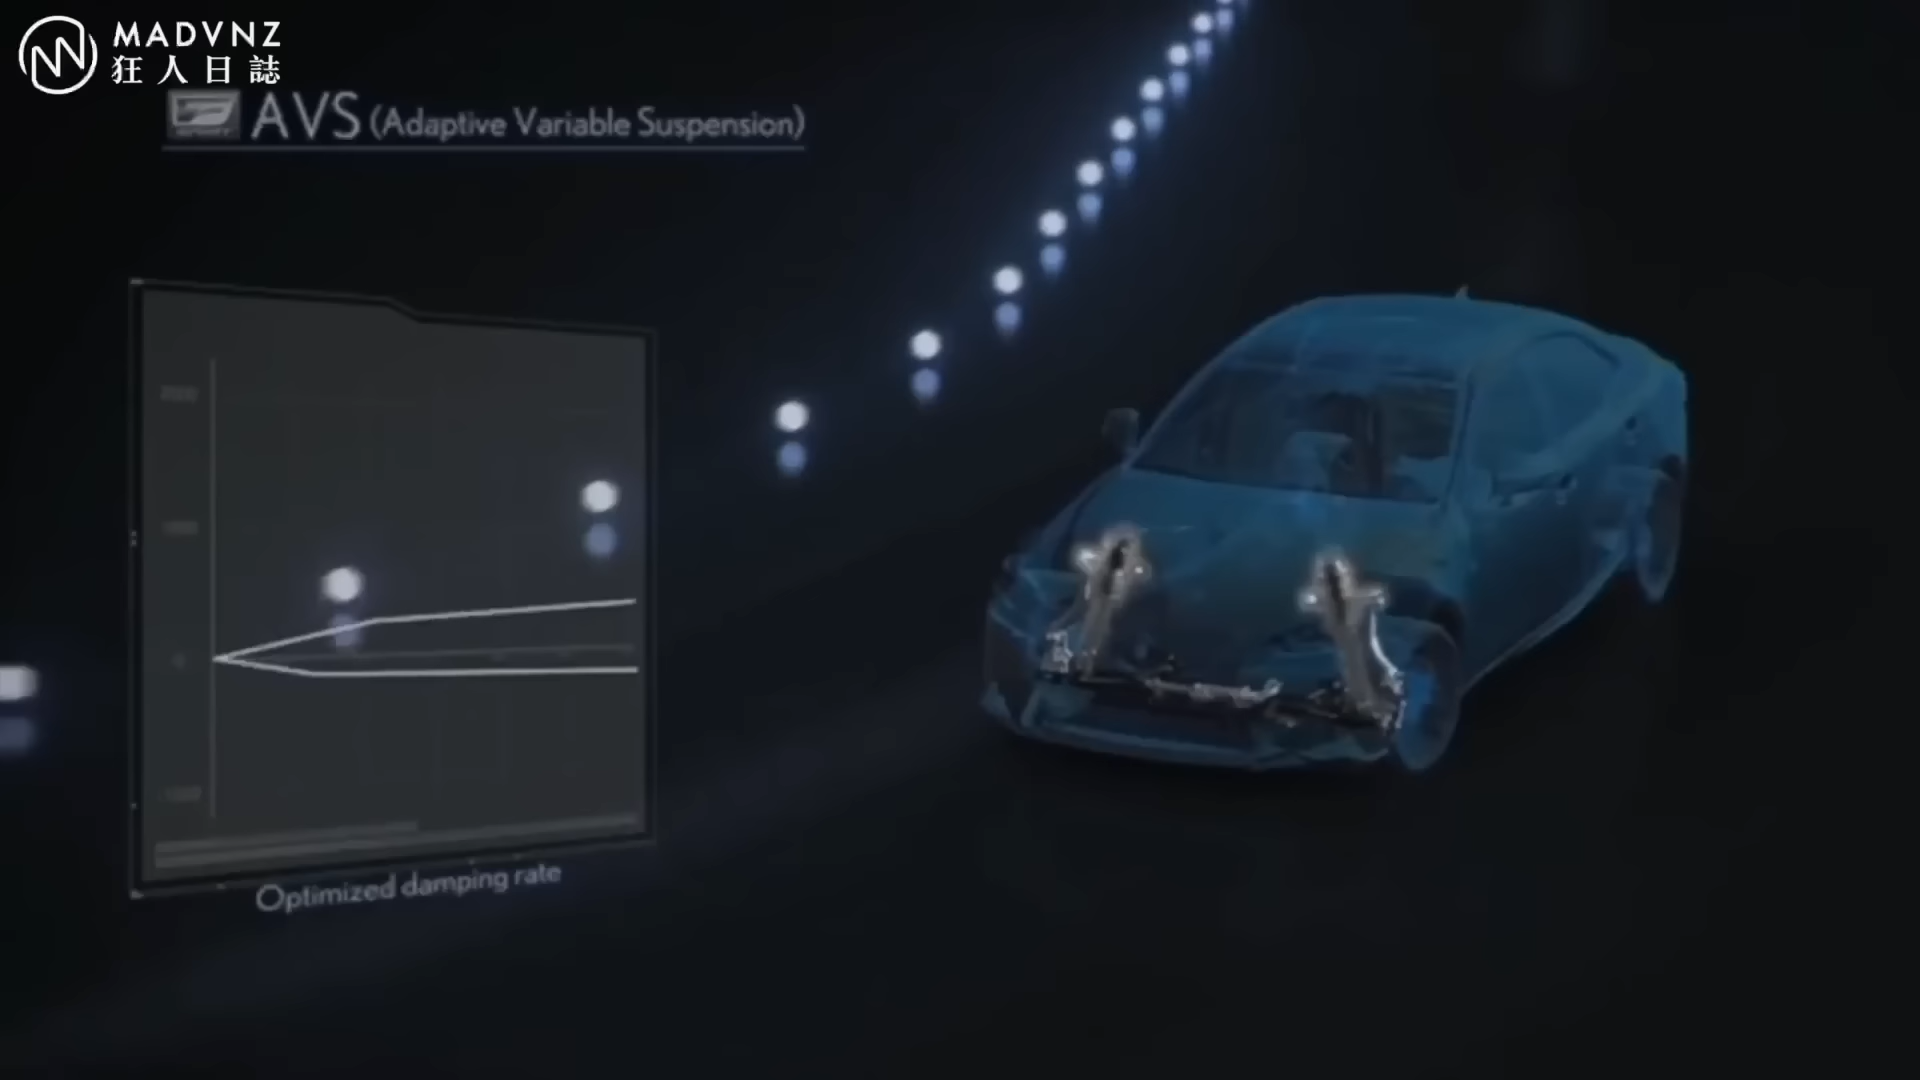 MADVNZ
狂人日誌
AVS (Adaptive Variable Suspension)
Optimized damping rate